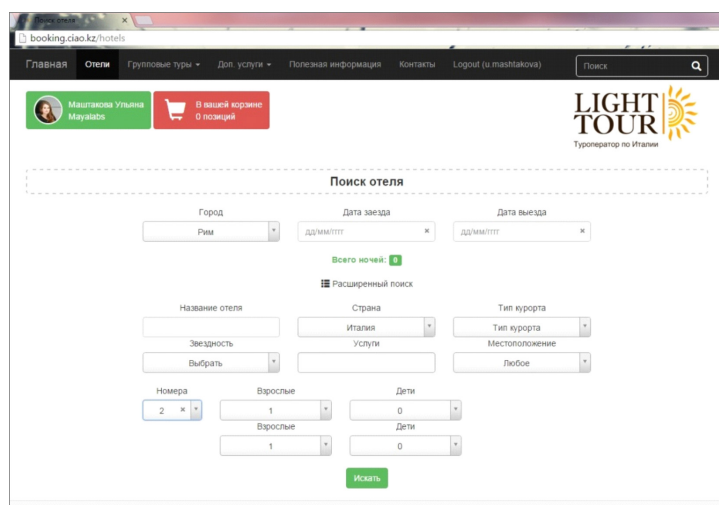 Поиск отеля
booking.ciao.kz/hotels
Главная Отели Групповые туры Доп. услуги Полезная информация Контакты Logout (u.mashtakova) Поиск
Маштакова Ульяна
Mayalabs
В вашей корзине
0 позиций
LIGHT
TOUR
Туроператор по Италии
Поиск отеля
Город Дата заезда Дата выезда
Рим дд/мм/гггг × дд/мм/гггг ×
Всего ночей: 0
Расширенный поиск
Название отеля Страна Тип курорта
Италия Тип курорта
Звездность Услуги Местоположение
Выбрать Любое
Номера Взрослые Дети
2 × 1 0
Взрослые Дети
1 0
Искать